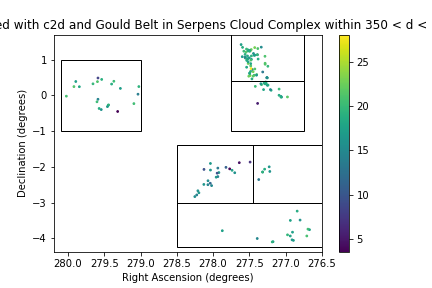 ed with c2d and Gould Belt in Serpens Cloud Complex within 350 < d <
1
0
−1
−2
−3
−4
Declination (degrees)
280.0 279.5 279.0 278.5 278.0 277.5 277.0 276.5
Right Ascension (degrees)
25
20
15
10
5